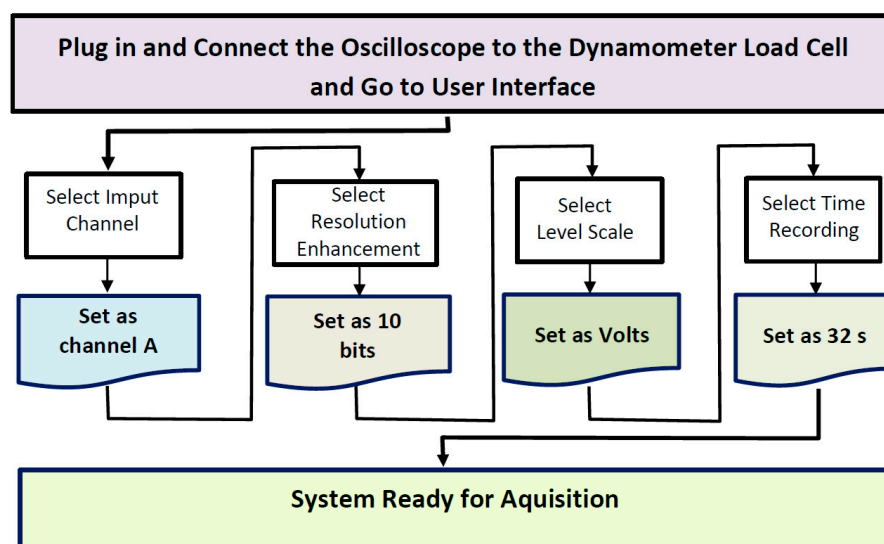 Plug in and Connect the Oscilloscope to the Dynamometer Load Cell
and Go to User Interface
Select Imput
Channel
Set as
channel A
Select
Resolution
Enhancement
Set as 10
bits
Select
Level Scale
Set as Volts
Select Time
Recording
Set as 32 s
System Ready for Aquisition